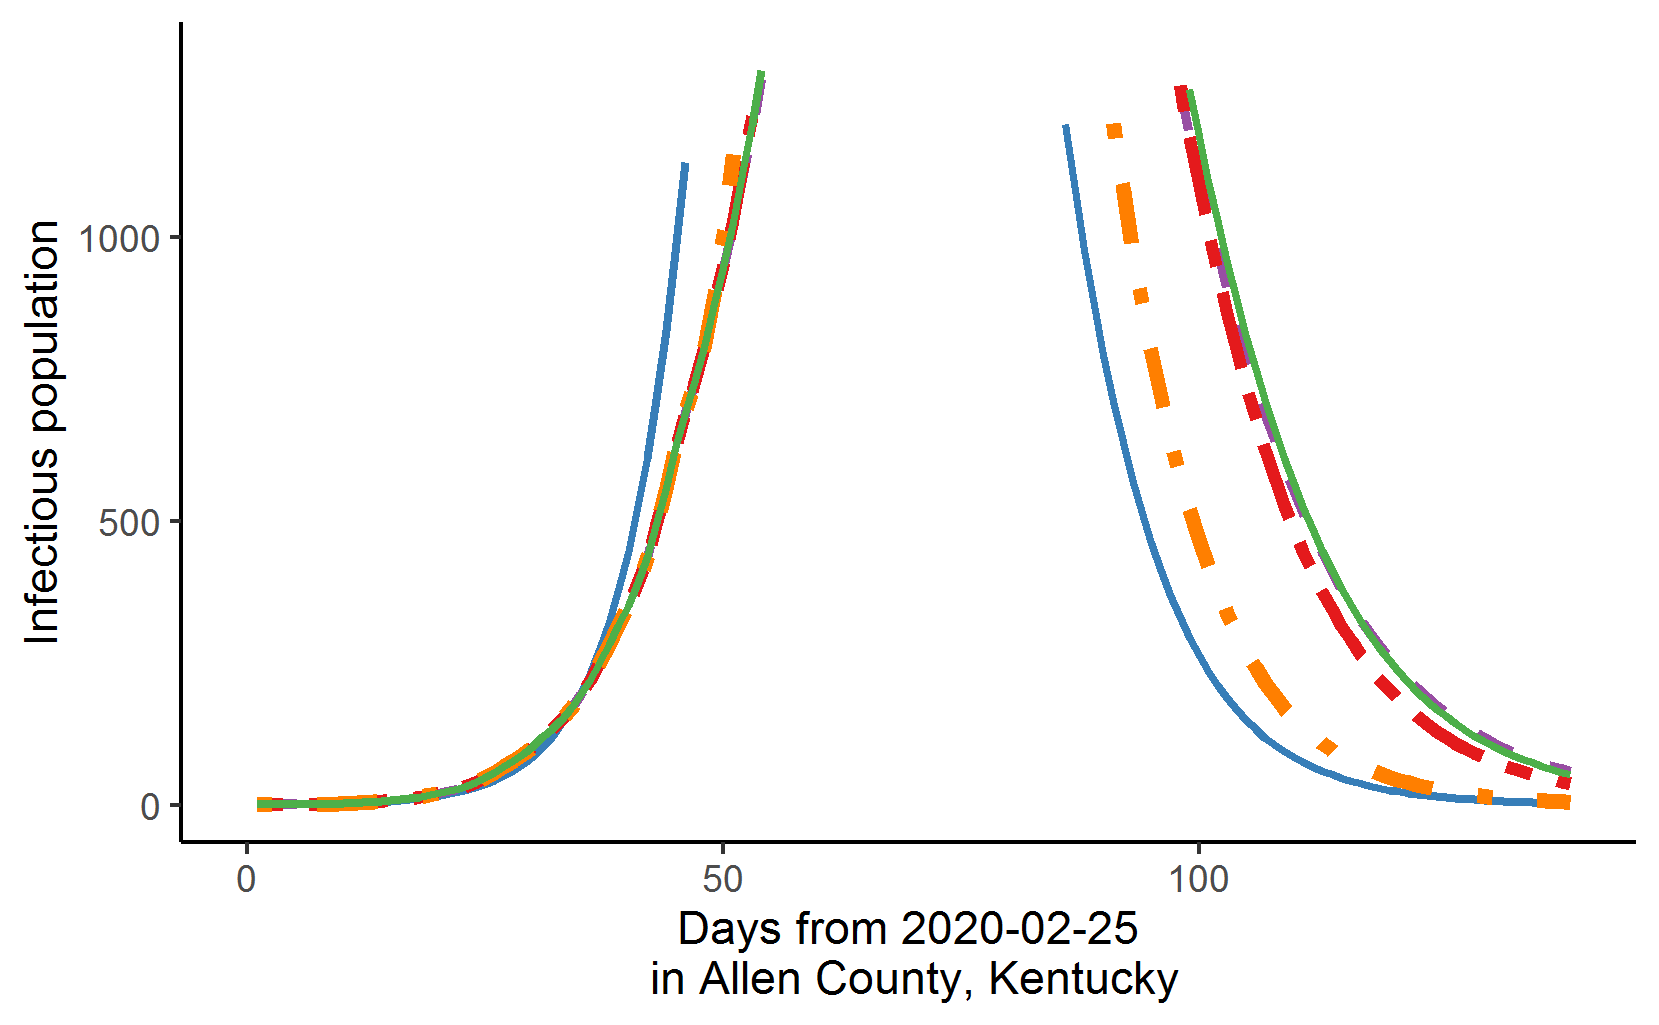 Infectious population
1000
500
0
0 50 100
Days from 2020-02-25
in Allen County, Kentucky